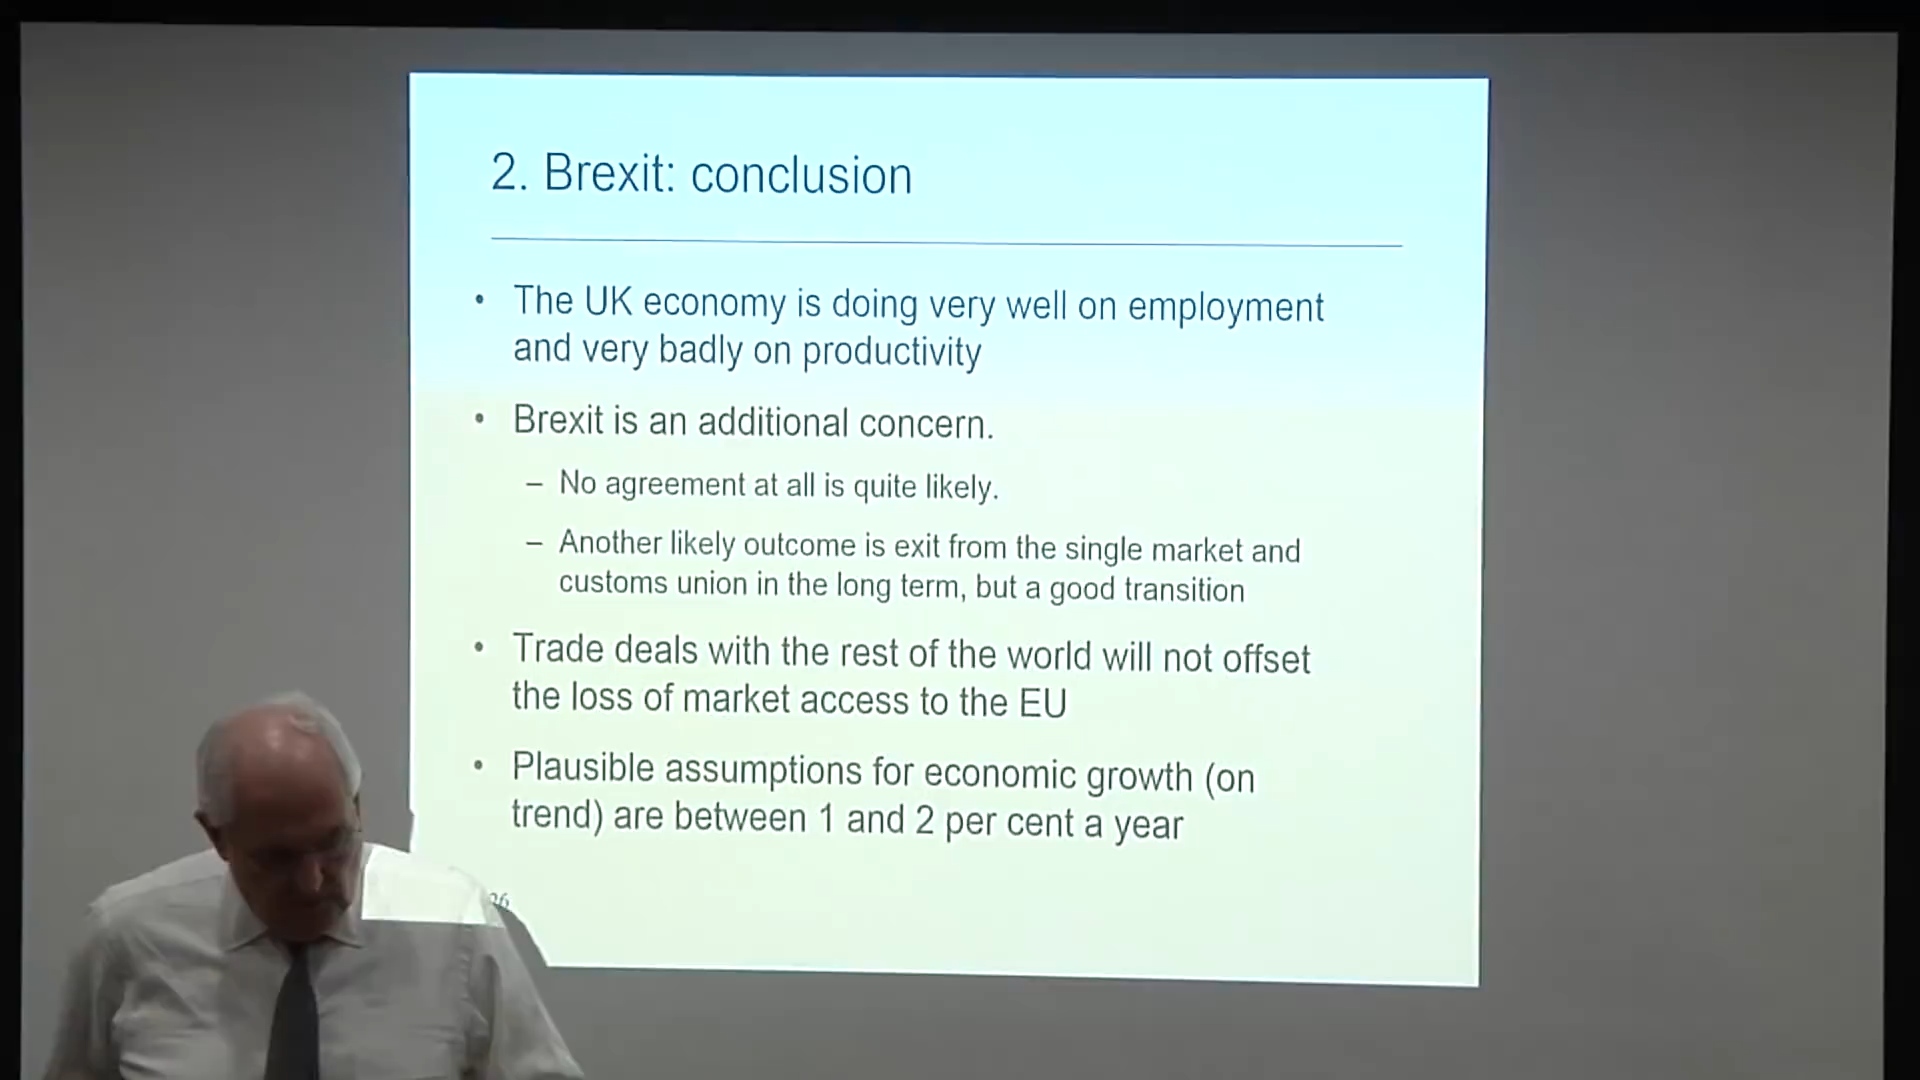 2. Brexit: conclusion
• The UK economy is doing very well on employment
and very badly on productivity
• Brexit is an additional concern.
– No agreement at all is quite likely.
– Another likely outcome is exit from the single market and
customs union in the long term, but a good transition
• Trade deals with the rest of the world will not offset
the loss of market access to the EU
• Plausible assumptions for economic growth (on
trend) are between 1 and 2 per cent a year